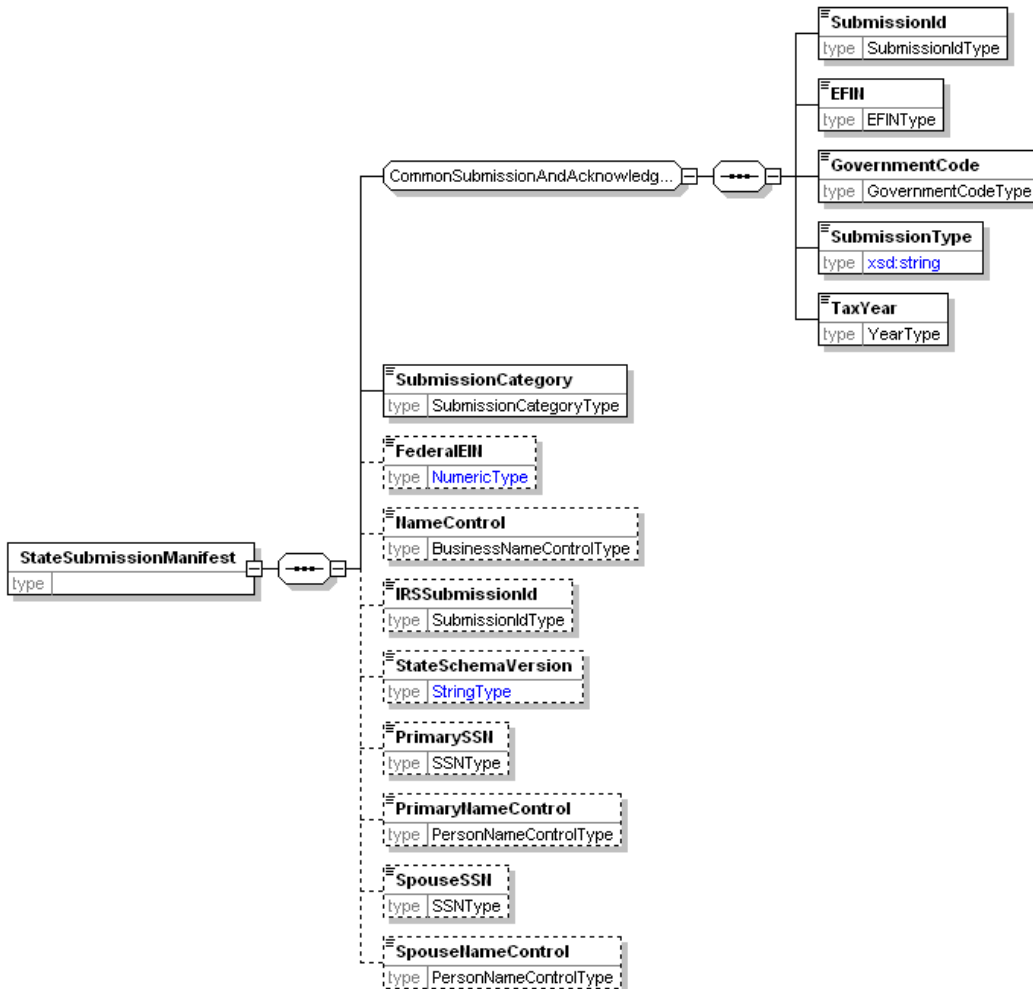 SubmissionId
type SubmissionIdType
EFIN
type EFINType
CommonSubmissionAndAcknowledg...
GovernmentCode
type GovernmentCodeType
SubmissionType
type xsd:string
TaxYear
type YearType
SubmissionCategory
type SubmissionCategoryType
FederalEIN
type NumericType
NameControl
type BusinessNameControlType
StateSubmissionManifest
type
IRSSubmissionId
type SubmissionIdType
StateSchemaVersion
type StringType
PrimarySSN
type SSNType
PrimaryNameControl
type PersonNameControlType
SpouseSSN
type SSNType
SpouseNameControl
type PersonNameControlType